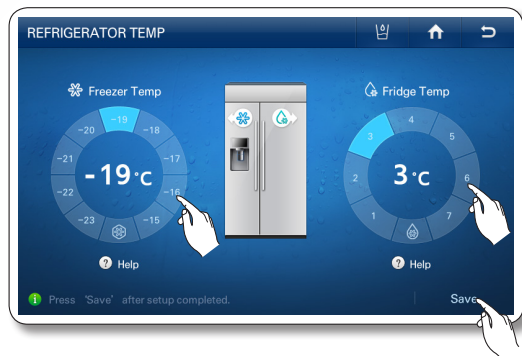 REFRIGERATOR TEMP
Freezer Temp
-19
-20
-18
-21
-17
-19°C
-22
-16
-23
-15
? Help
Fridge Temp
4
3
5
3°C
2
6
1
7
? Help
i Press 'Save' after setup completed.
Save